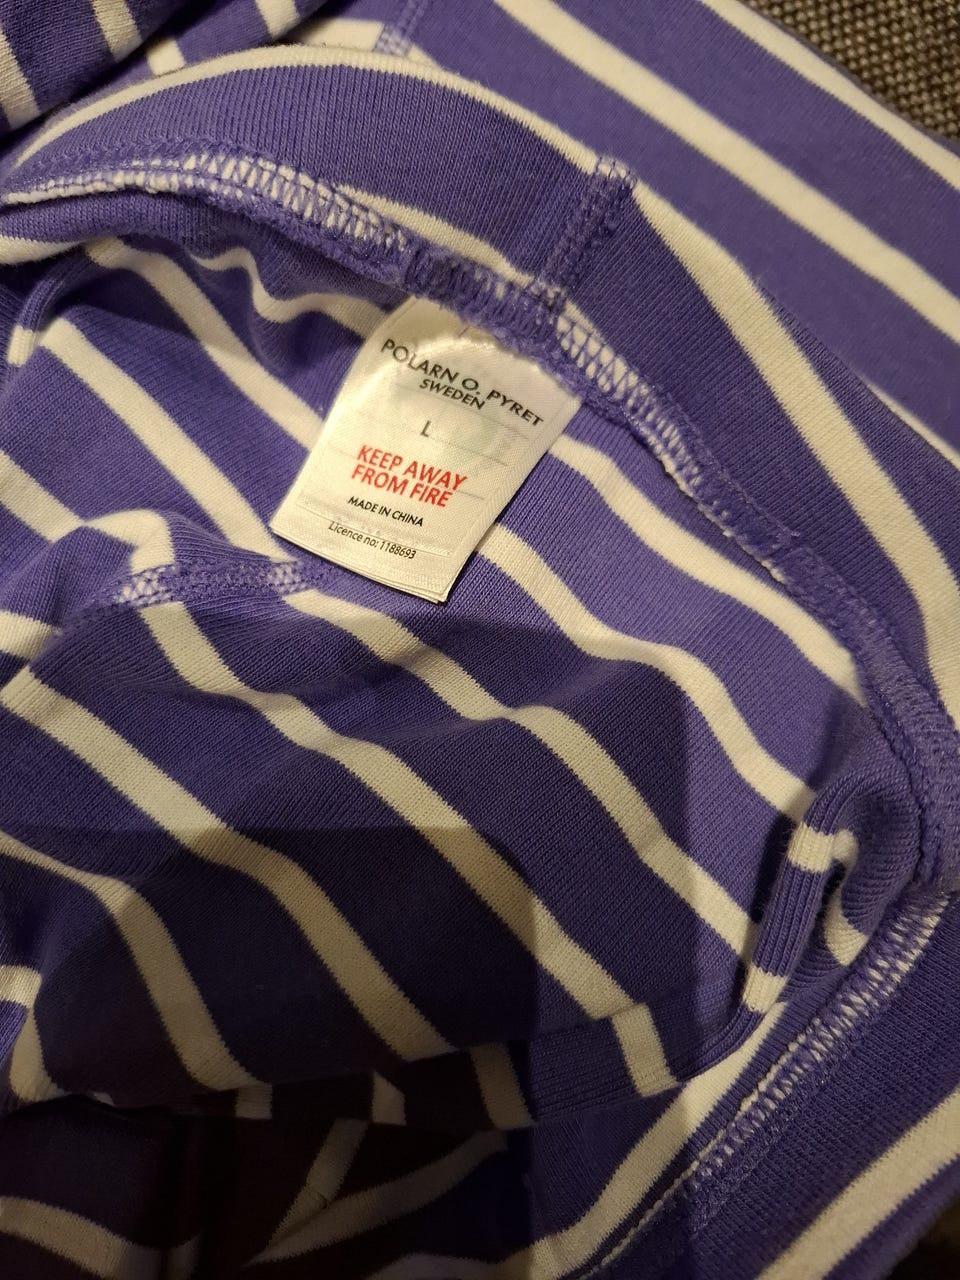 POLARN O. PYRET
SWEDEN
L
KEEP AWAY
FROM FIRE
MADE IN CHINA
Licence no: 1188693